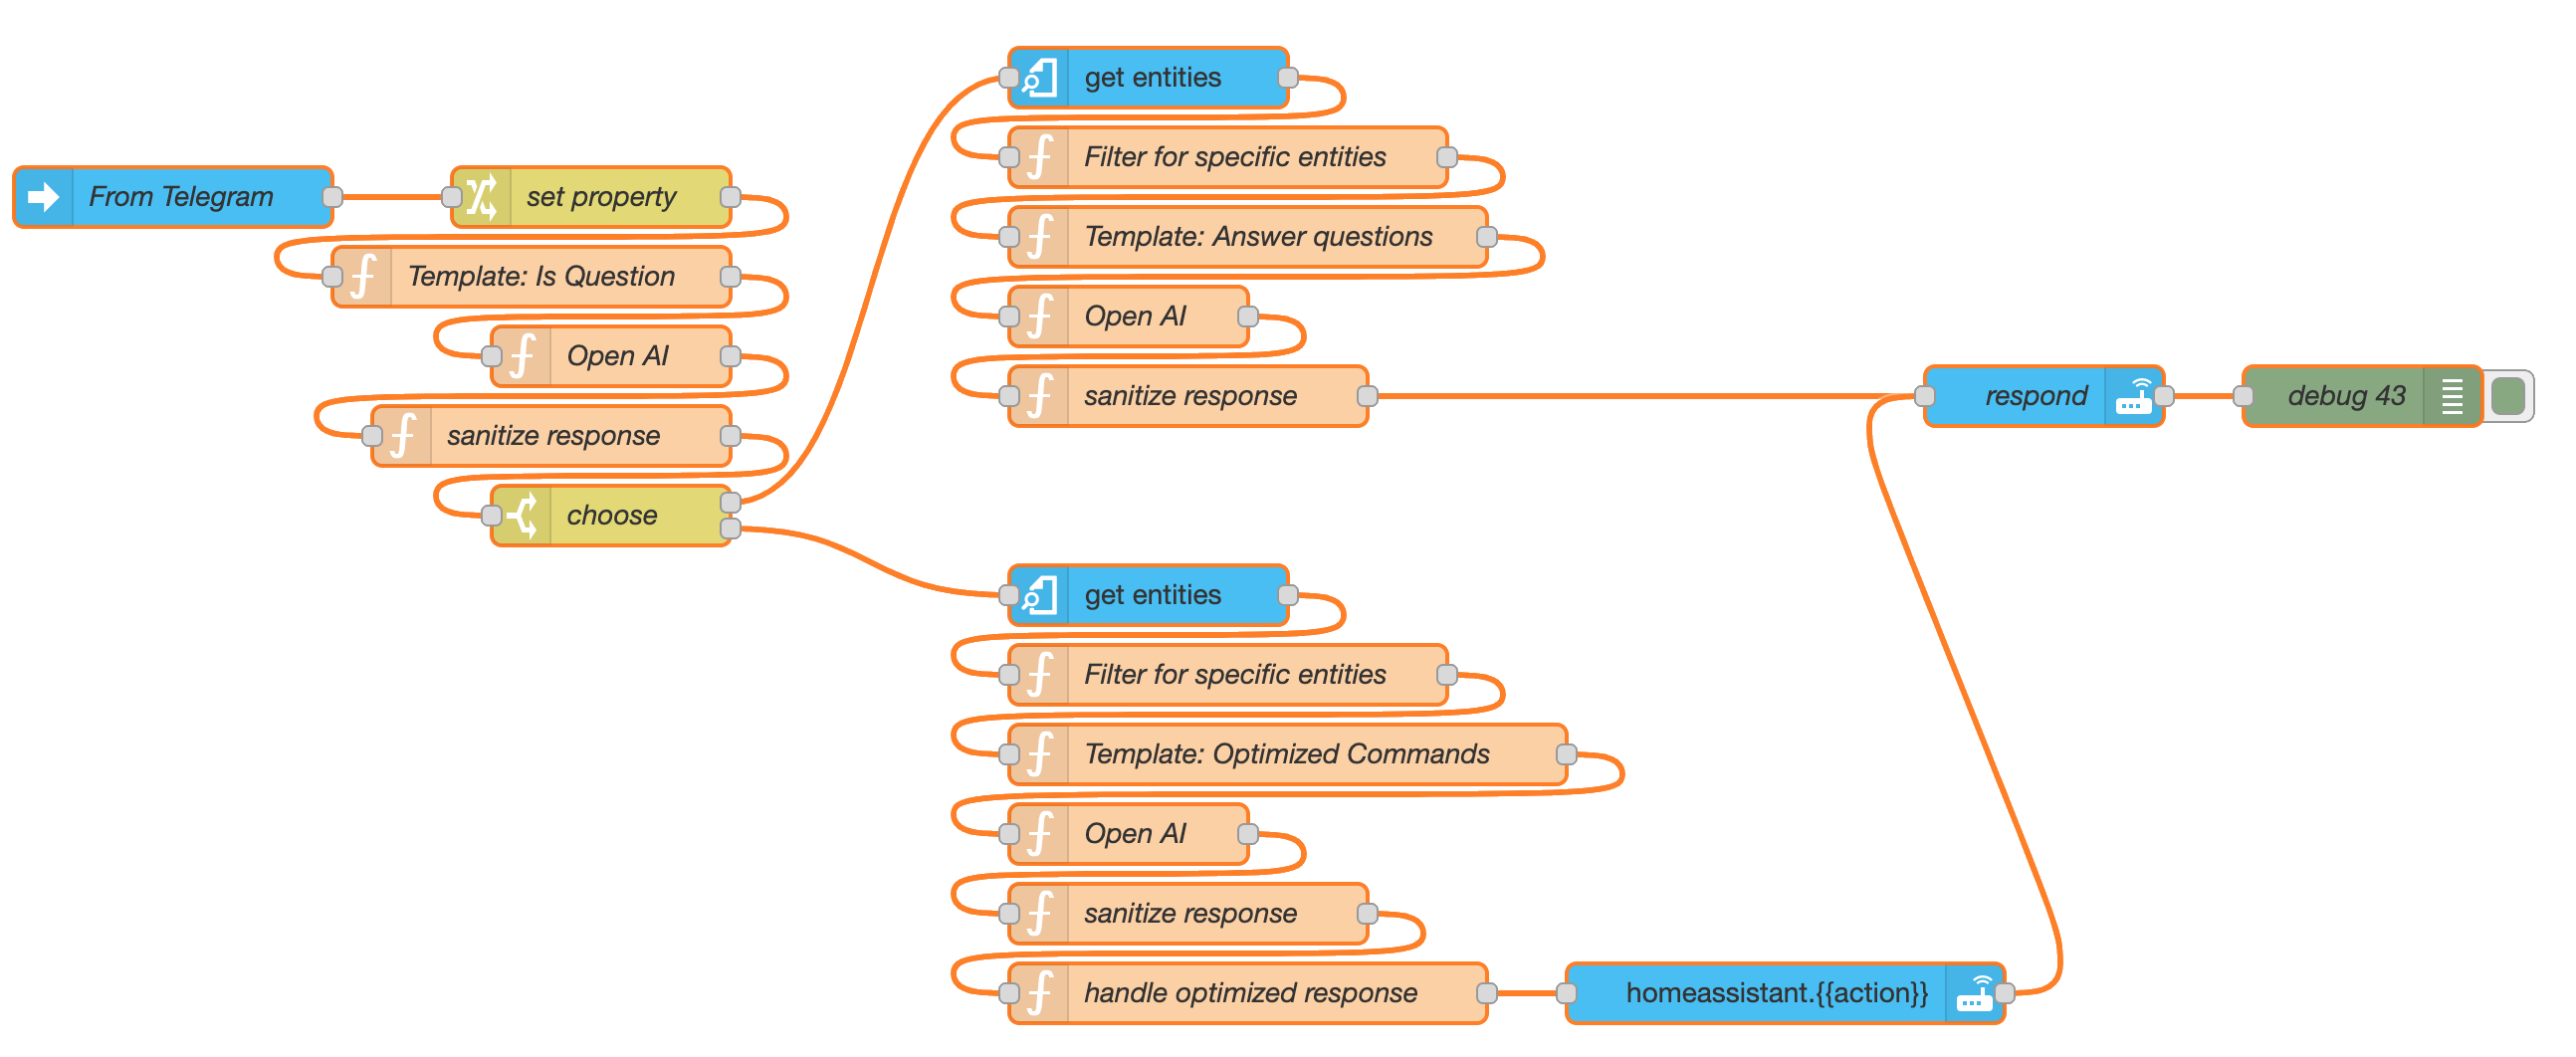 From Telegram
set property
Template: Is Question
Open AI
sanitize response
choose
get entities
Filter for specific entities
Template: Answer questions
Open AI
sanitize response
get entities
Filter for specific entities
Template: Optimized Commands
Open AI
sanitize response
handle optimized response
homeassistant.{{action}}
respond
debug 43